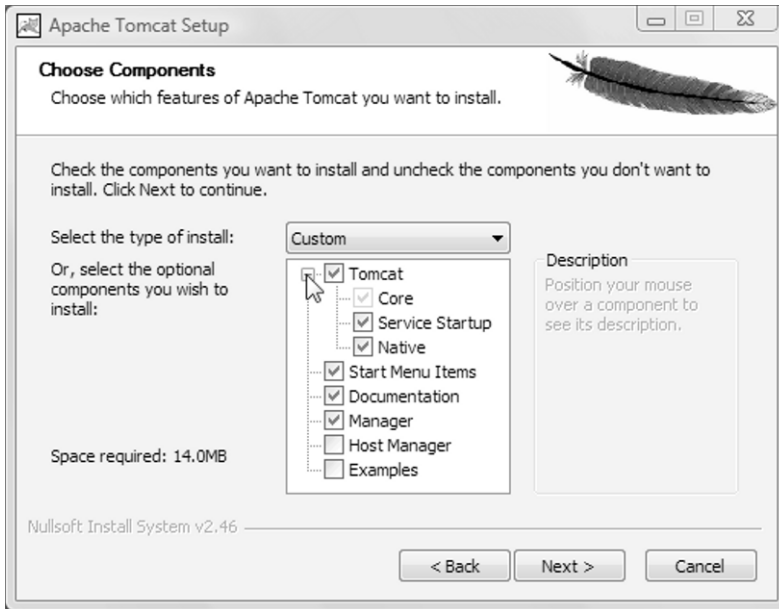 Apache Tomcat Setup
Choose Components
Choose which features of Apache Tomcat you want to install.
Check the components you want to install and uncheck the components you don't want to
install. Click Next to continue.
Select the type of install:
Custom
Or, select the optional
components you wish to
install:
Tomcat
Core
Service Startup
Native
Start Menu Items
Documentation
Manager
Host Manager
Examples
Description
Position your mouse
over a component to
see its description.
Space required: 14.0MB
Nullsoft Install System v2.46
< Back
Next >
Cancel